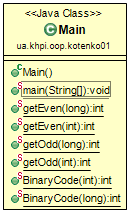 <<Java Class>>
Main
ua.khpi.oop.kotenko01
Main()
main(String[]):void
getEven(long):int
getEven(int):int
getOdd(long):int
getOdd(int):int
BinaryCode(int):int
BinaryCode(long):int